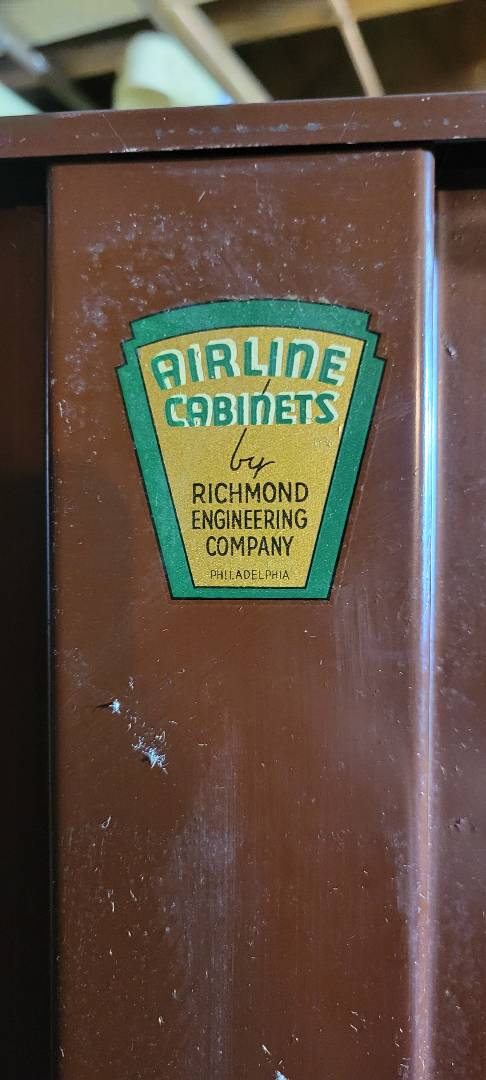 AIRLINE
CABINETS
by
RICHMOND
ENGINEERING
COMPANY
PHILADELPHIA